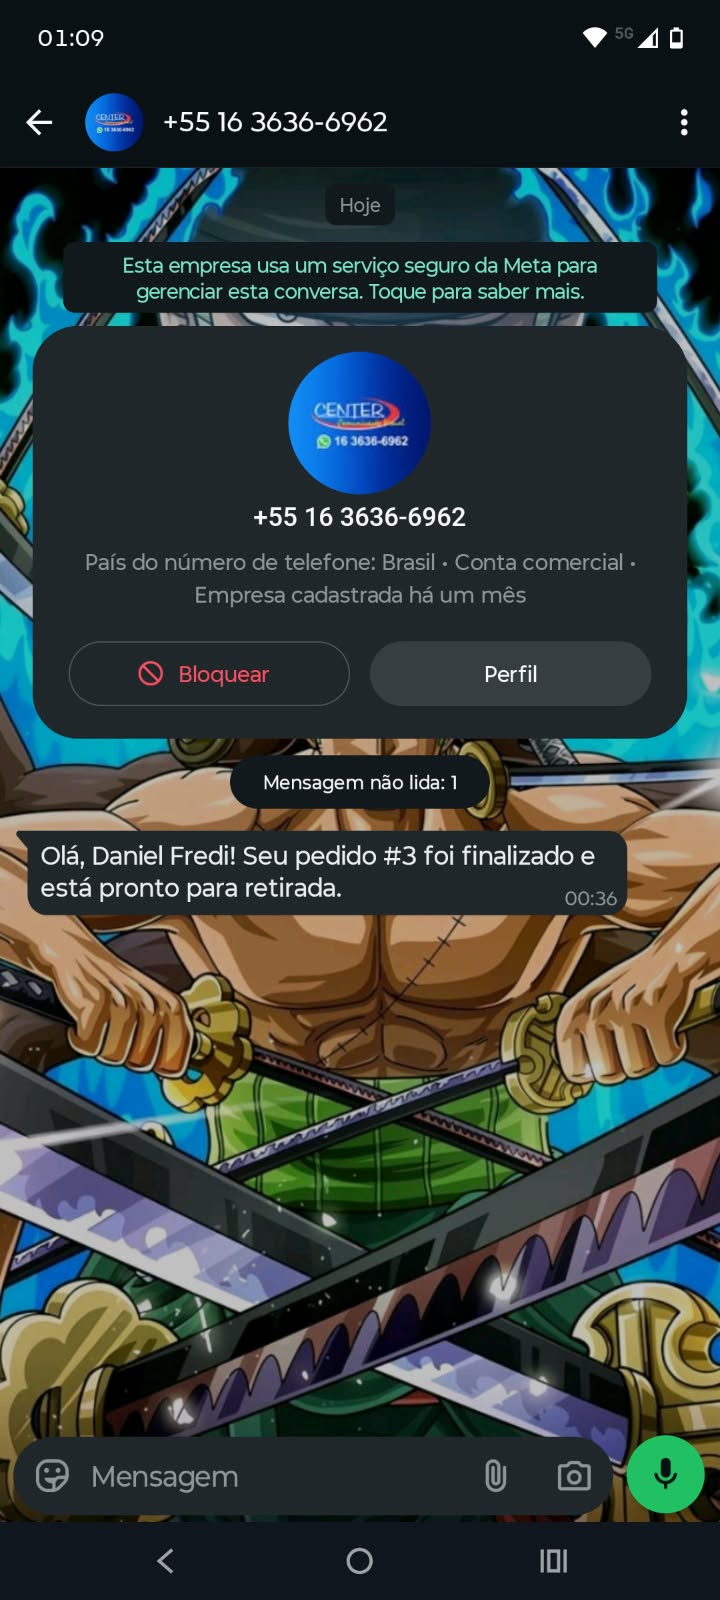 01:09
5G
+55 16 3636-6962
Hoje
Esta empresa usa um serviço seguro da Meta para
gerenciar esta conversa. Toque para saber mais.
CENTER
16 3636-6962
+55 16 3636-6962
País do número de telefone: Brasil • Conta comercial •
Empresa cadastrada há um mês
Bloquear
Perfil
Mensagem não lida: 1
Olá, Daniel Fredi! Seu pedido #3 foi finalizado e
está pronto para retirada.
00:36
Mensagem